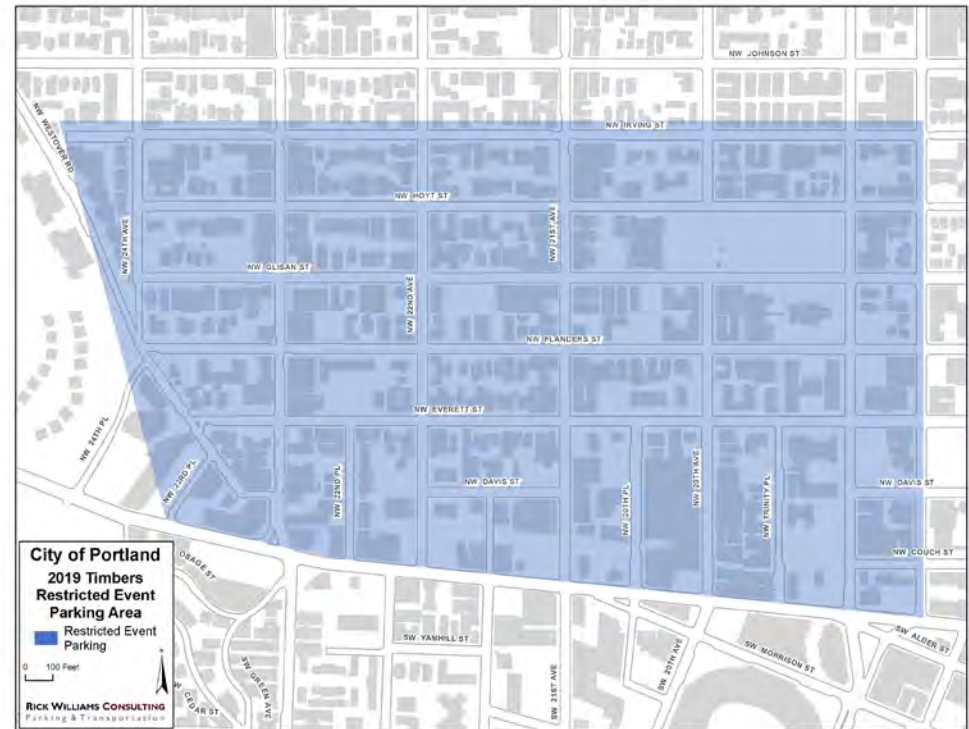 NW JOHNSON ST
NW WESTOVER RD
NW IRVING ST
NW HOYT ST
NW 24TH AVE
NW 21ST AVE
NW GLISAN ST
NW 22ND AVE
NW FLANDERS ST
NW EVERETT ST
NW 24TH PL
NW 23RD PL
NW 22ND PL
NW DAVIS ST
NW 20TH PL
NW 20TH AVE
NW TRINITY PL
NW DAVIS ST
NW COUCH ST
OSAGE ST
SW YAMHILL ST
SW ALDER ST
SW MORRISON ST
SW 20TH AVE
SW 21ST AVE
SW GREEN AVE
W CEDAR ST
City of Portland
2019 Timbers
Restricted Event
Parking Area
Restricted Event
Parking
0 100 Feet
RICK WILLIAMS CONSULTING
Parking & Transportation